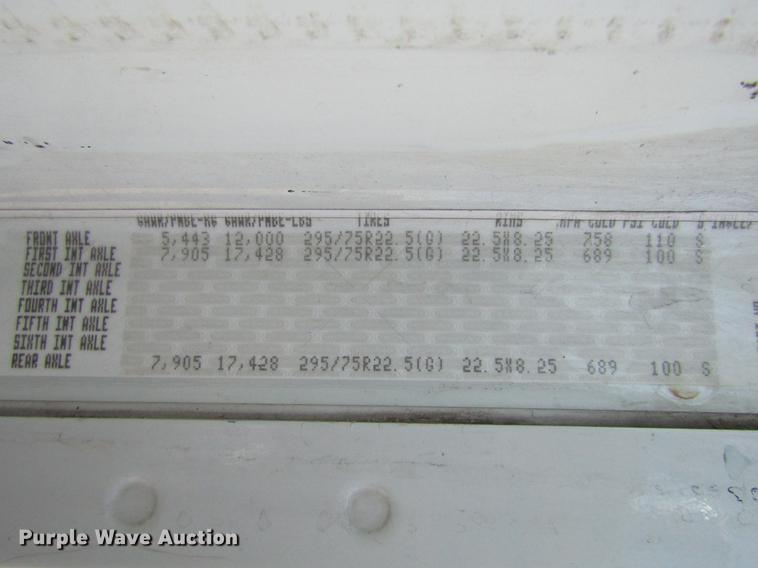 GAWR/PNBE-KG GAWR/PNBE-LBS TIRES RIMS KPA COLD PSI COLD
FRONT AXLE 5,443 12,000 295/75R22.5(G) 22.5X8.25 758 110 S
FIRST INT AXLE 7,905 17,428 295/75R22.5(G) 22.5X8.25 689 100 S
SECOND INT AXLE
THIRD INT AXLE
FOURTH INT AXLE
FIFTH INT AXLE
SIXTH INT AXLE
REAR AXLE 7,905 17,428 295/75R22.5(G) 22.5X8.25 689 100 S
Purple Wave Auction